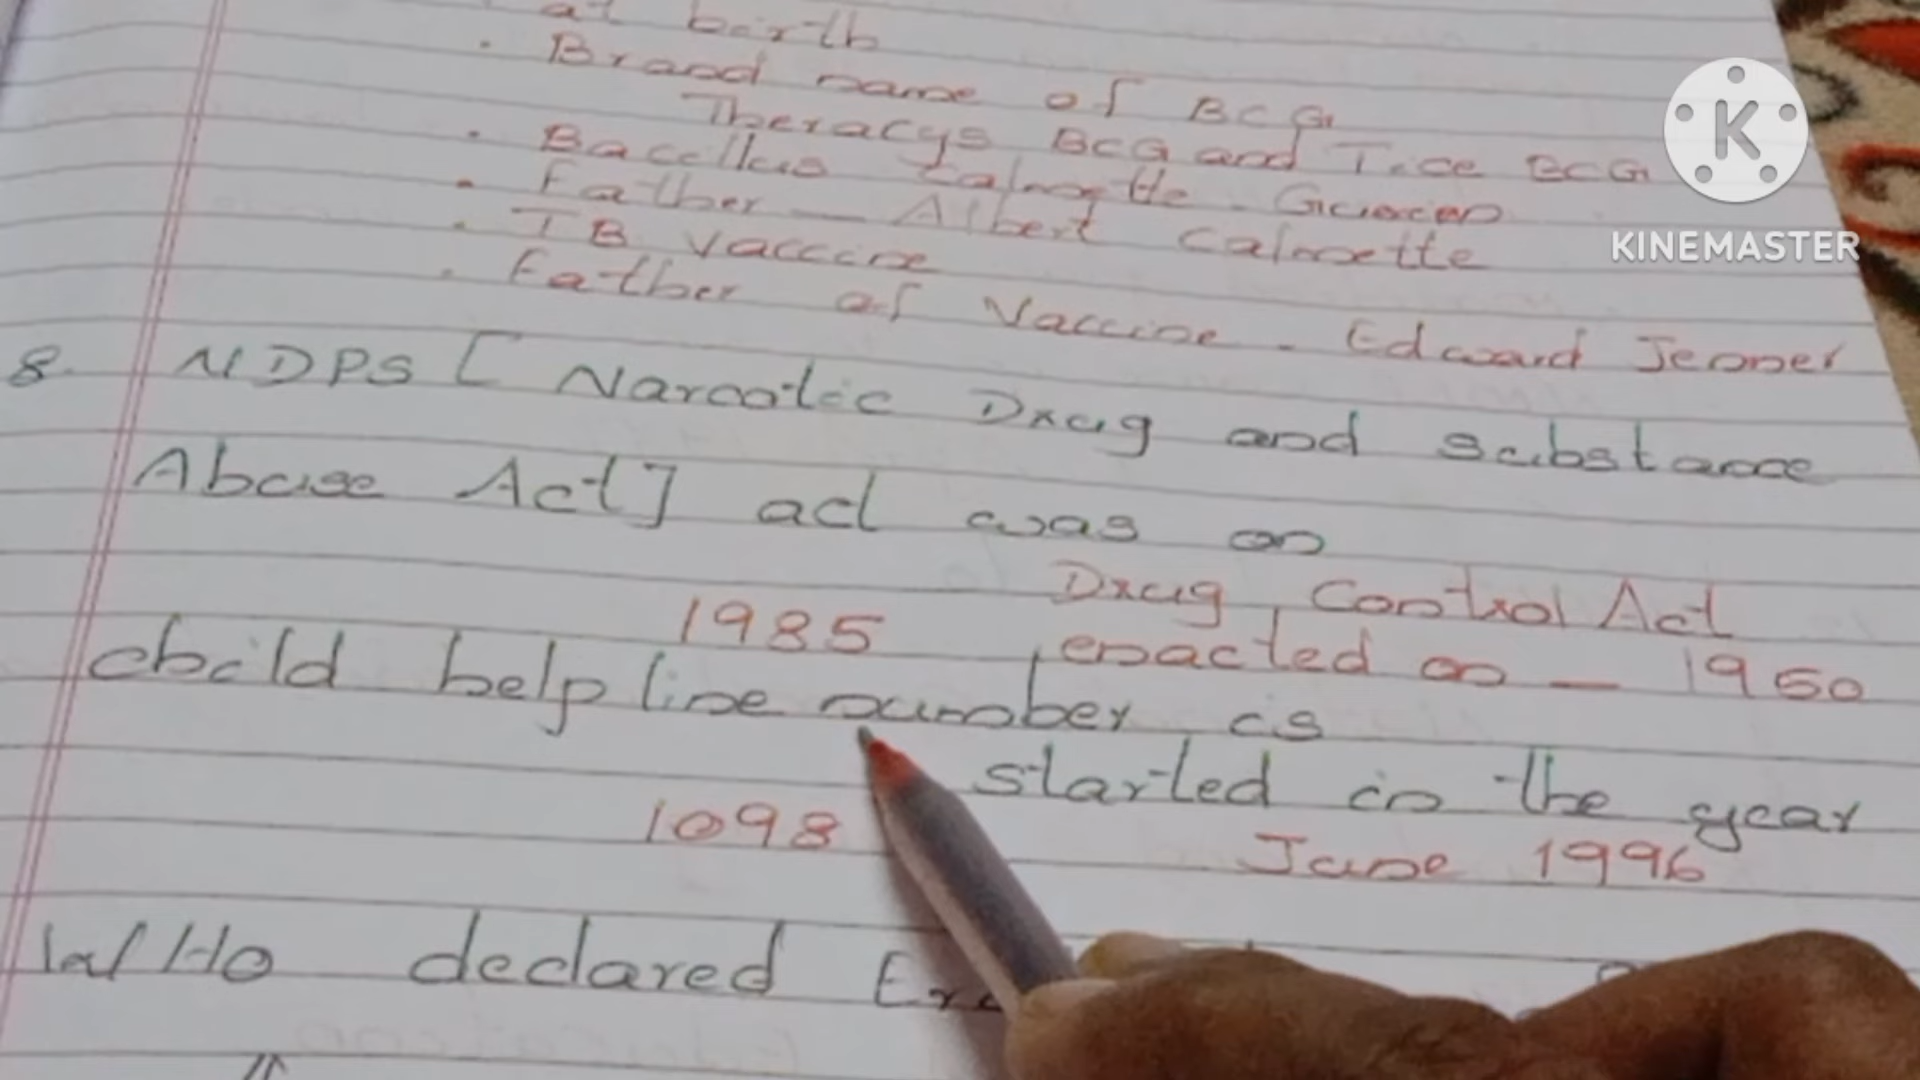 at birth
. Brand name of BCG
Theracys BCG and Tice BCG
. Bacillus Calmette - Guierien
. Father — Albert Calmette
. TB vaccine
. Father of Vaccine - Edward Jenner
8. NDPS [ Narcotic Drug and substance
Abuse Act] act was on
Drug Control Act
1985 enacted on — 1950
child help line number is
started in the year
1098 June 1996
WHO declared
K
KINEMASTER